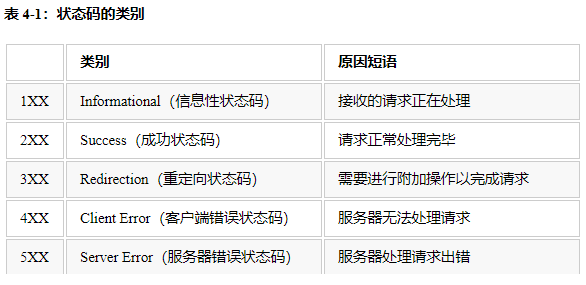 表 4-1：状态码的类别
类别 原因短语
1XX Informational（信息性状态码） 接收的请求正在处理
2XX Success（成功状态码） 请求正常处理完毕
3XX Redirection（重定向状态码） 需要进行附加操作以完成请求
4XX Client Error（客户端错误状态码） 服务器无法处理请求
5XX Server Error（服务器错误状态码） 服务器处理请求出错